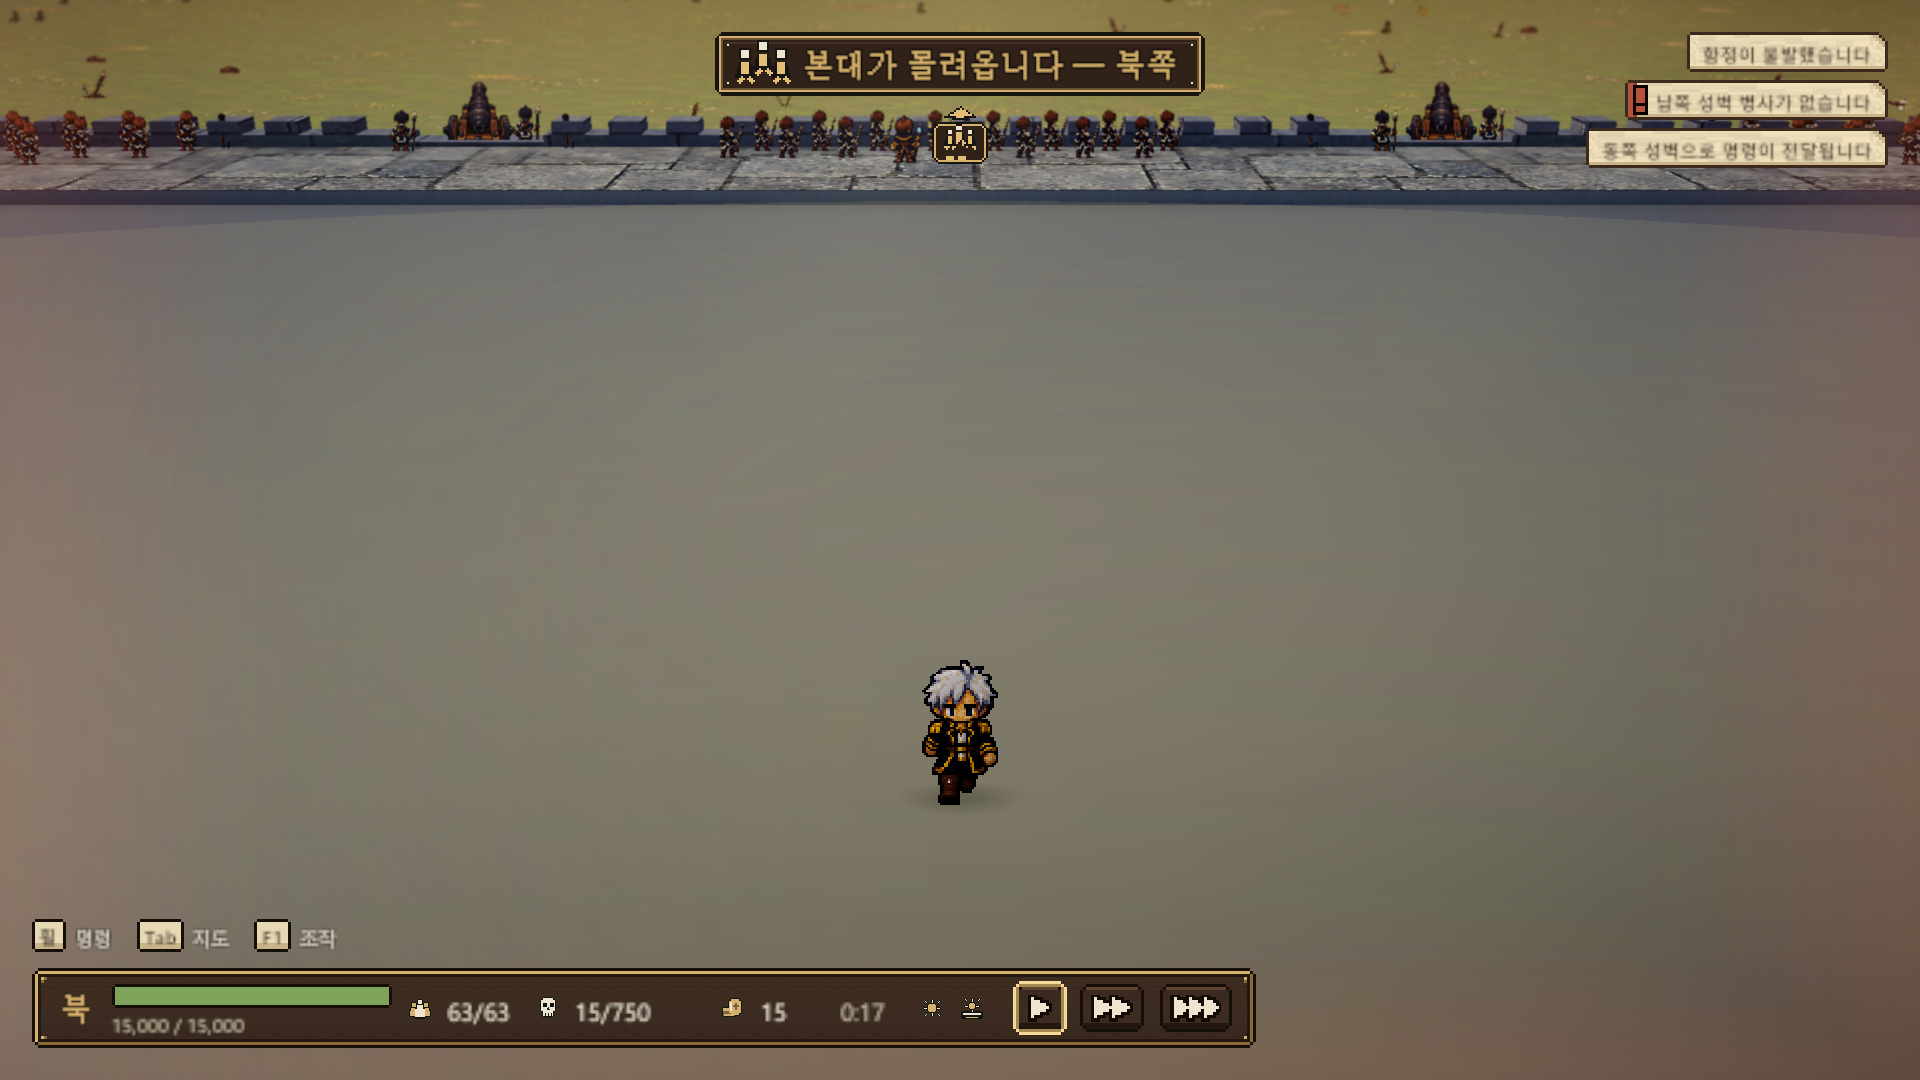 본대가 몰려옵니다 — 북쪽
함정이 불발했습니다
남쪽 성벽 병사가 없습니다
동쪽 성벽으로 명령이 전달됩니다
휠 명령 Tab 지도 F1 조작
북 15,000 / 15,000 63/63 15/750 15 0:17